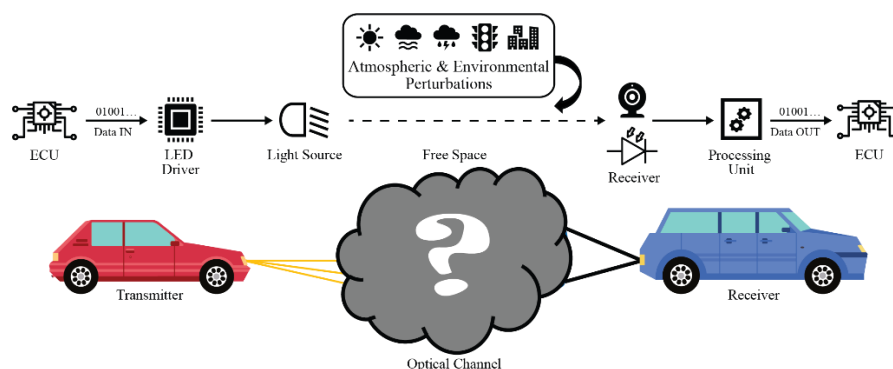 Atmospheric & Environmental
Perturbations
01001...
Data IN
ECU
LED
Driver
Light Source
Free Space
Receiver
Processing
Unit
01001...
Data OUT
ECU
?
Transmitter
Receiver
Optical Channel